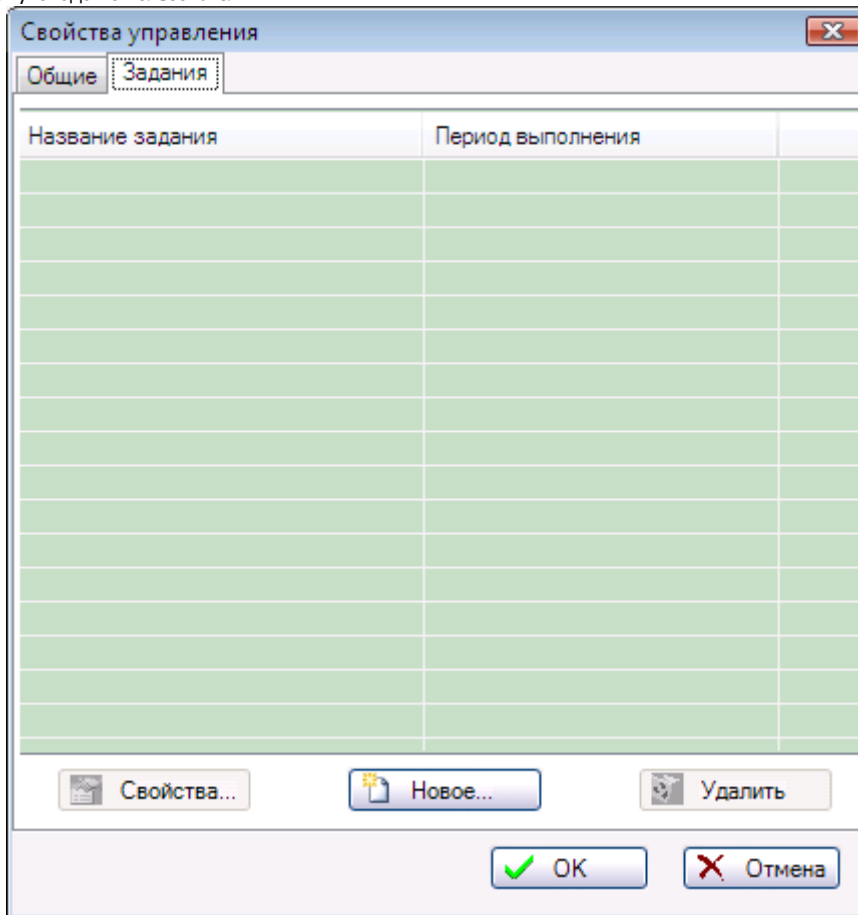 Свойства управления
Общие Задания
Название задания Период выполнения
Свойства... Новое... Удалить
OK Отмена